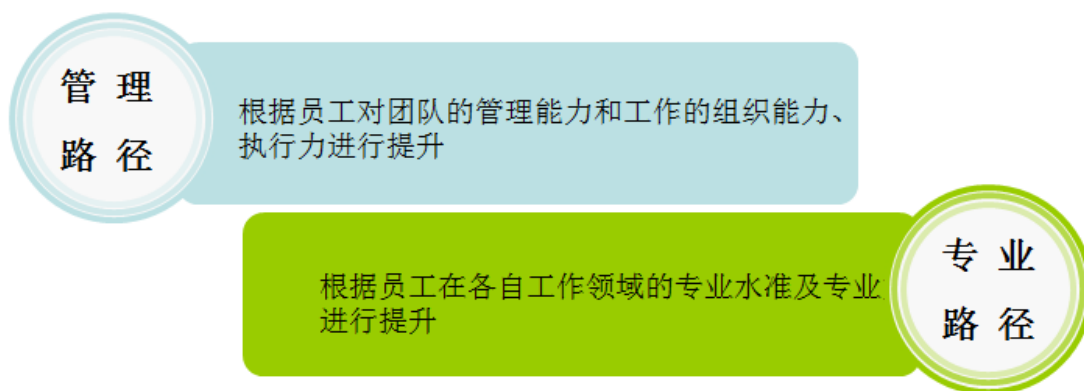 管 理
路 径
根据员工对团队的管理能力和工作的组织能力、
执行力进行提升
专 业
路 径
根据员工在各自工作领域的专业水准及专业
进行提升